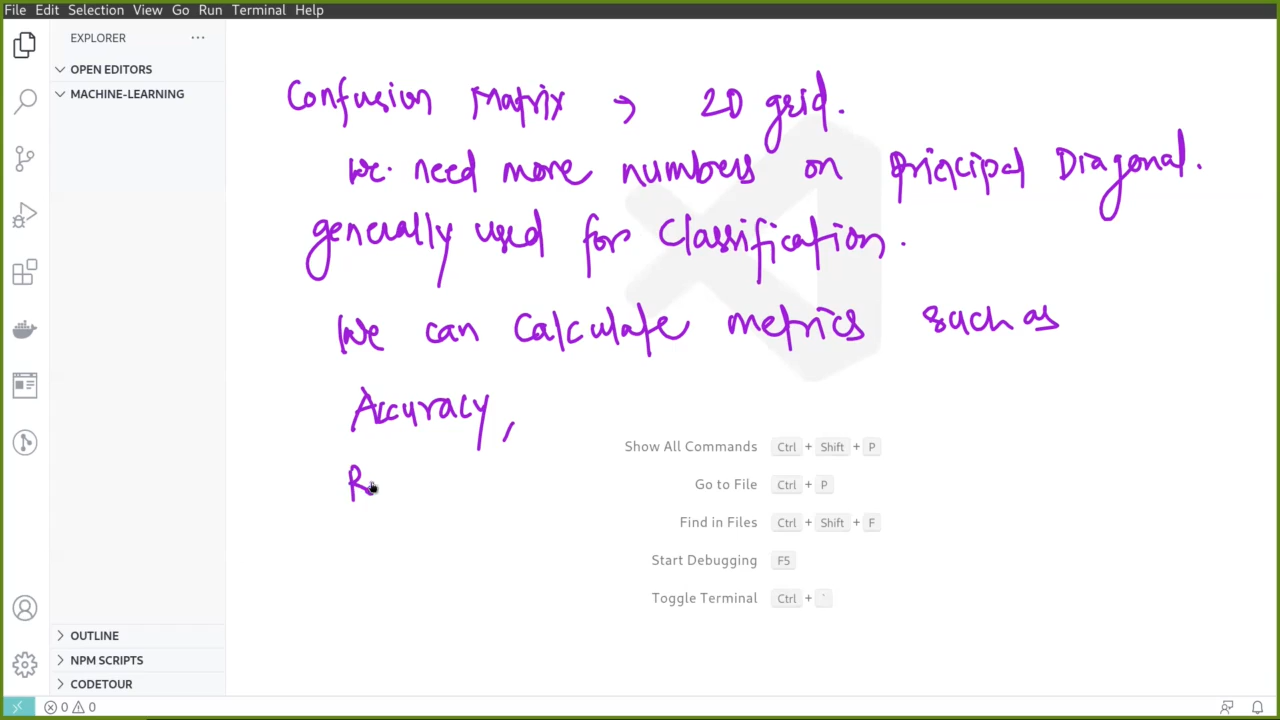 File Edit Selection View Go Run Terminal Help
EXPLORER ···
OPEN EDITORS
MACHINE-LEARNING
Confusion Matrix → 2D grid.
We need more numbers on principal Diagonal.
generally used for Classification.
We can Calculate metrics such as
Accuracy,
R
Show All Commands Ctrl + Shift + P
Go to File Ctrl + P
Find in Files Ctrl + Shift + F
Start Debugging F5
Toggle Terminal Ctrl + `
OUTLINE
NPM SCRIPTS
CODETOUR
0 0